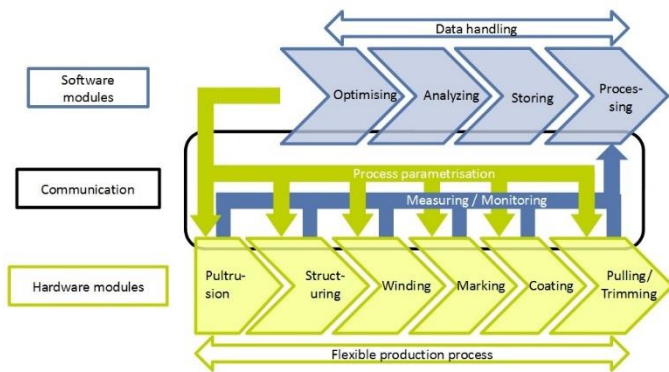 Data handling
Software
modules
Optimising
Analyzing
Storing
Proces-
sing
Process parametrisation
Communication
Measuring / Monitoring
Hardware modules
Pultru-
sion
Struct-
uring
Winding
Marking
Coating
Pulling/
Trimming
Flexible production process